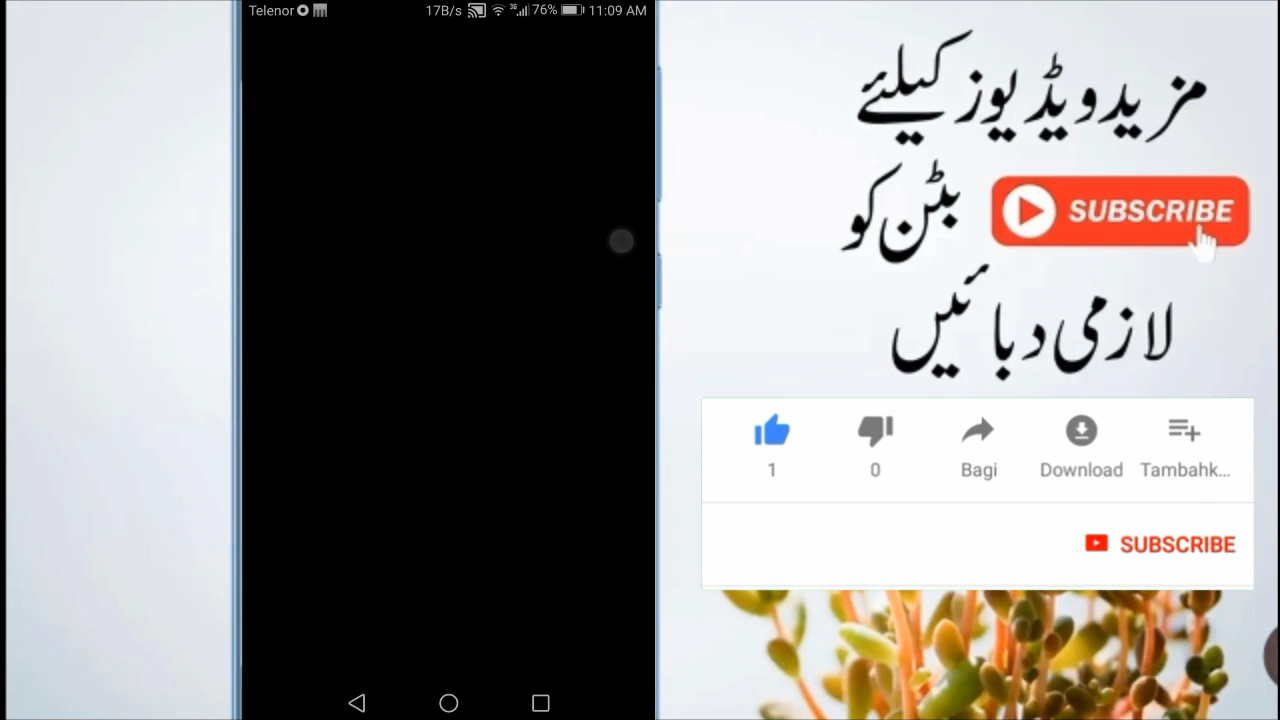 Telenor 17B/s 3G 76% 11:09 AM
مزید ویڈیوز کیلئے
SUBSCRIBE بٹن کو
لازمی دبائیں
1 0 Bagi Download Tambahk...
SUBSCRIBE